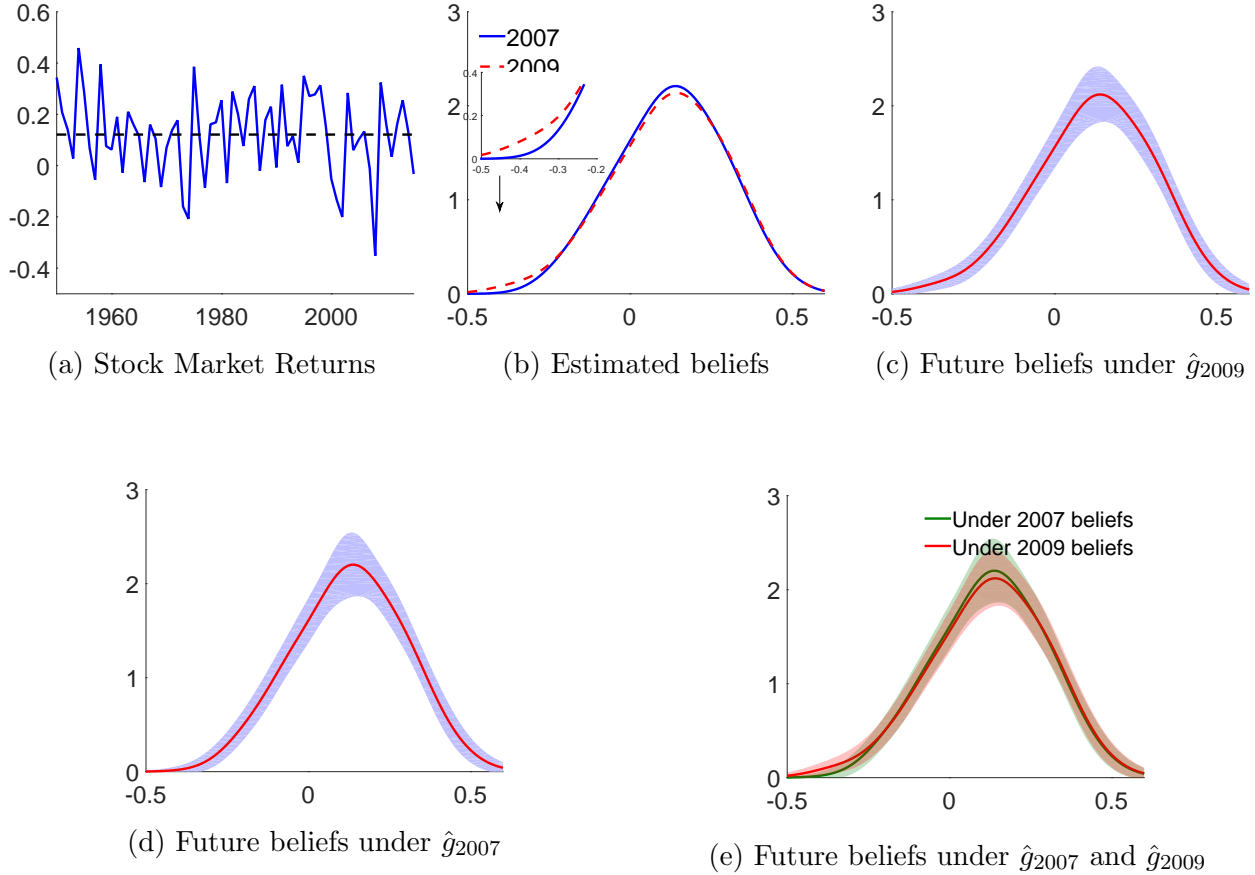 0.6
0.4
0.2
0
-0.2
-0.4
1960 1980 2000
(a) Stock Market Returns
3
2
1
0
-0.5 0 0.5
2007
2009
0.4
0.2
0
-0.5 -0.4 -0.3 -0.2
(b) Estimated beliefs
3
2
1
0
-0.5 0 0.5
(c) Future beliefs under ĝ2009
3
2
1
0
-0.5 0 0.5
(d) Future beliefs under ĝ2007
3
2
1
0
-0.5 0 0.5
Under 2007 beliefs
Under 2009 beliefs
(e) Future beliefs under ĝ2007 and ĝ2009